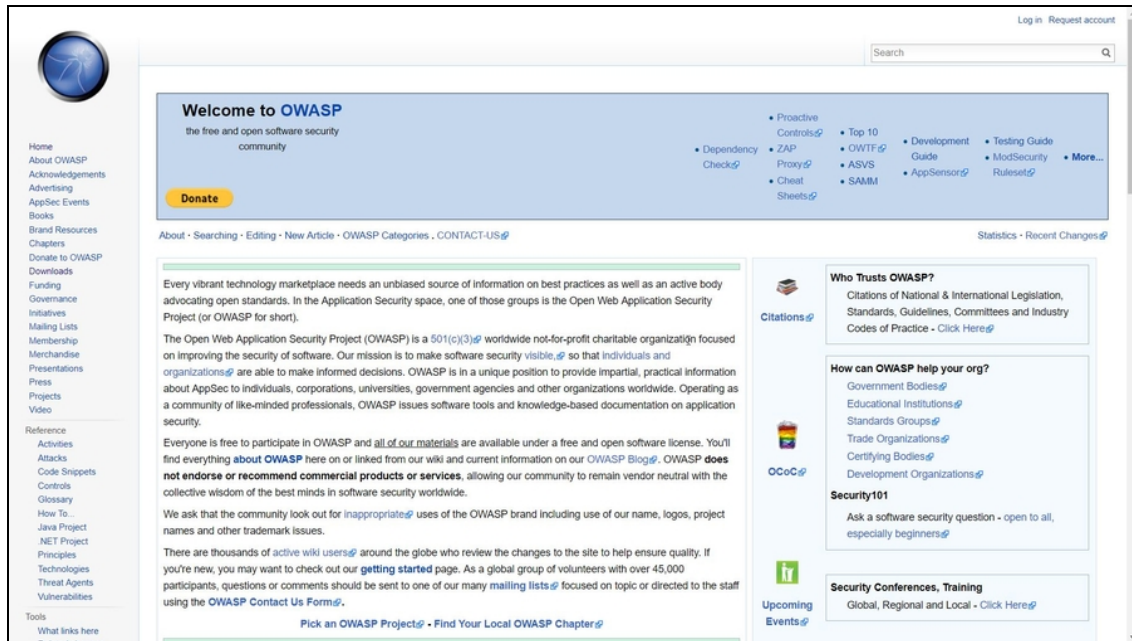 Log in Request account
Search
Welcome to OWASP
the free and open software security
community
Donate
• Dependency
Check
• Proactive
Controls
• ZAP
Proxy
• Cheat
Sheets
• Top 10
• OWTF
• ASVS
• SAMM
• Development
Guide
• AppSensor
• Testing Guide
• ModSecurity
Ruleset
• More...
Home
About OWASP
Acknowledgements
Advertising
AppSec Events
Books
Brand Resources
Chapters
Donate to OWASP
Downloads
Funding
Governance
Initiatives
Mailing Lists
Membership
Merchandise
Presentations
Press
Projects
Video
Reference
Activities
Attacks
Code Snippets
Controls
Glossary
How To...
Java Project
.NET Project
Principles
Technologies
Threat Agents
Vulnerabilities
Tools
What links here
About · Searching · Editing · New Article · OWASP Categories . CONTACT-US
Statistics · Recent Changes
Every vibrant technology marketplace needs an unbiased source of information on best practices as well as an active body
advocating open standards. In the Application Security space, one of those groups is the Open Web Application Security
Project (or OWASP for short).
The Open Web Application Security Project (OWASP) is a 501(c)(3) worldwide not-for-profit charitable organization focused
on improving the security of software. Our mission is to make software security visible, so that individuals and
organizations are able to make informed decisions. OWASP is in a unique position to provide impartial, practical information
about AppSec to individuals, corporations, universities, government agencies and other organizations worldwide. Operating as
a community of like-minded professionals, OWASP issues software tools and knowledge-based documentation on application
security.
Everyone is free to participate in OWASP and all of our materials are available under a free and open software license. You'll
find everything about OWASP here on or linked from our wiki and current information on our OWASP Blog. OWASP does
not endorse or recommend commercial products or services, allowing our community to remain vendor neutral with the
collective wisdom of the best minds in software security worldwide.
We ask that the community look out for inappropriate uses of the OWASP brand including use of our name, logos, project
names and other trademark issues.
There are thousands of active wiki users around the globe who review the changes to the site to help ensure quality. If
you're new, you may want to check out our getting started page. As a global group of volunteers with over 45,000
participants, questions or comments should be sent to one of our many mailing lists focused on topic or directed to the staff
using the OWASP Contact Us Form.
Pick an OWASP Project - Find Your Local OWASP Chapter
Citations
Who Trusts OWASP?
Citations of National & International Legislation,
Standards, Guidelines, Committees and Industry
Codes of Practice - Click Here
OCoC
How can OWASP help your org?
Government Bodies
Educational Institutions
Standards Groups
Trade Organizations
Certifying Bodies
Development Organizations
Security101
Ask a software security question - open to all,
especially beginners
Upcoming
Events
Security Conferences, Training
Global, Regional and Local - Click Here